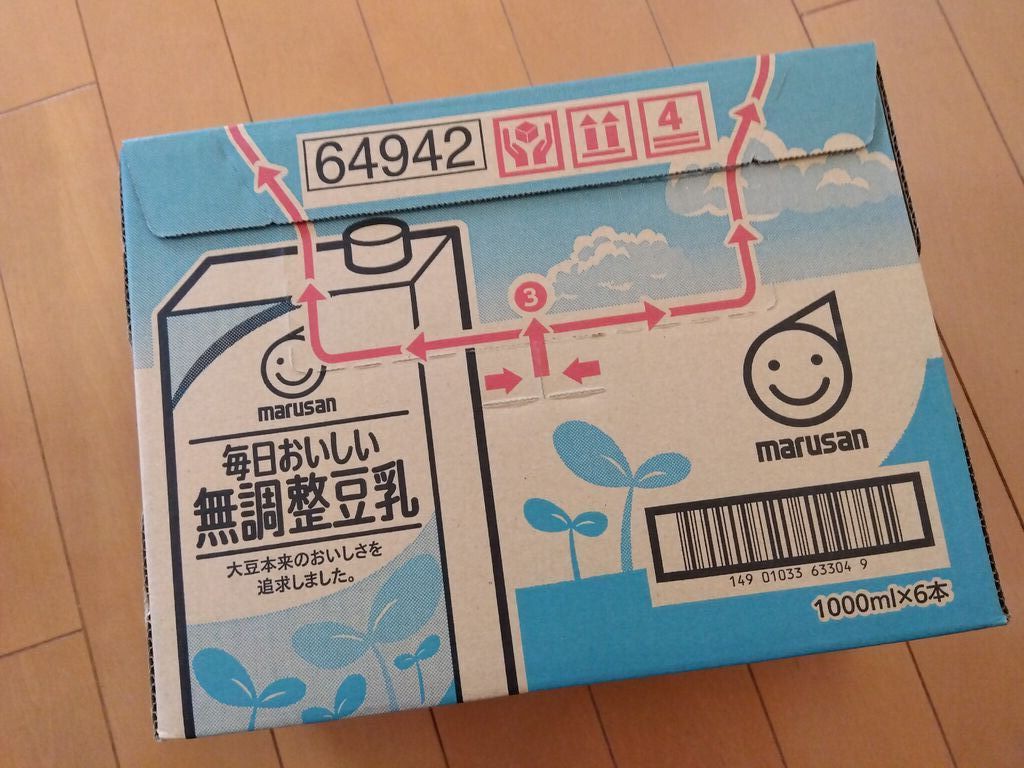 64942
4
3
marusan
毎日おいしい
無調整豆乳
大豆本来のおいしさを
追求しました。
marusan
149 01033 63304 9
1000ml×6本